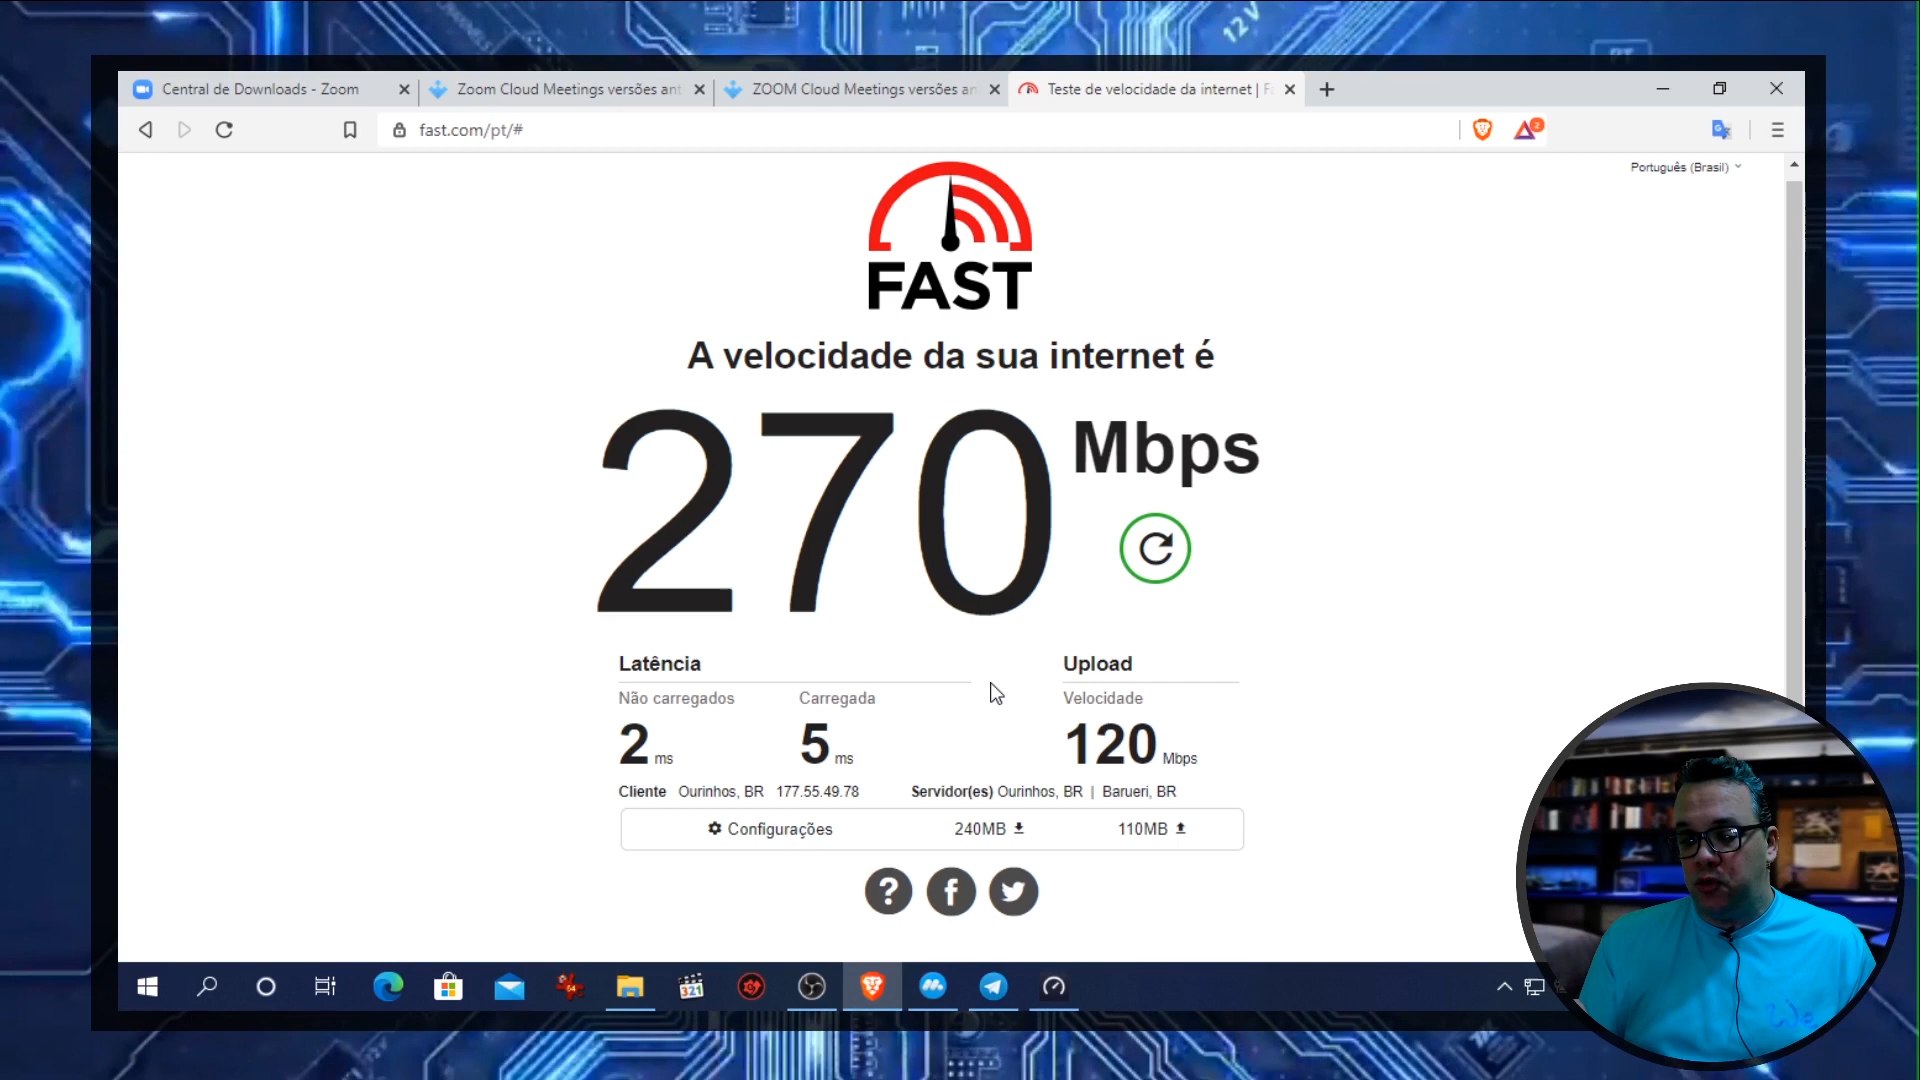 12V
Central de Downloads - Zoom
Zoom Cloud Meetings versões ant
ZOOM Cloud Meetings versões an
Teste de velocidade da internet | F
fast.com/pt/#
2
Português (Brasil)
FAST
A velocidade da sua internet é
270 Mbps
Latência
Upload
Não carregados
Carregada
Velocidade
2 ms
5 ms
120 Mbps
Cliente Ourinhos, BR 177.55.49.78
Servidor(es) Ourinhos, BR | Barueri, BR
Configurações
240MB
110MB
?
321
64